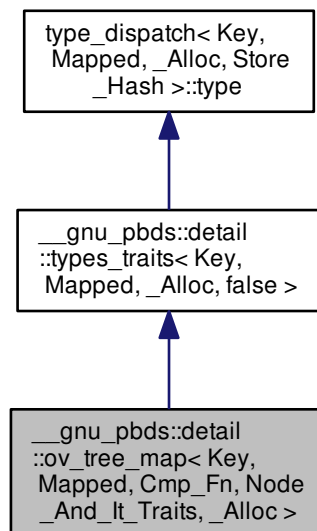 type_dispatch< Key,
Mapped, _Alloc, Store
_Hash >::type
__gnu_pbds::detail
::types_traits< Key,
Mapped, _Alloc, false >
__gnu_pbds::detail
::ov_tree_map< Key,
Mapped, Cmp_Fn, Node
_And_It_Traits, _Alloc >